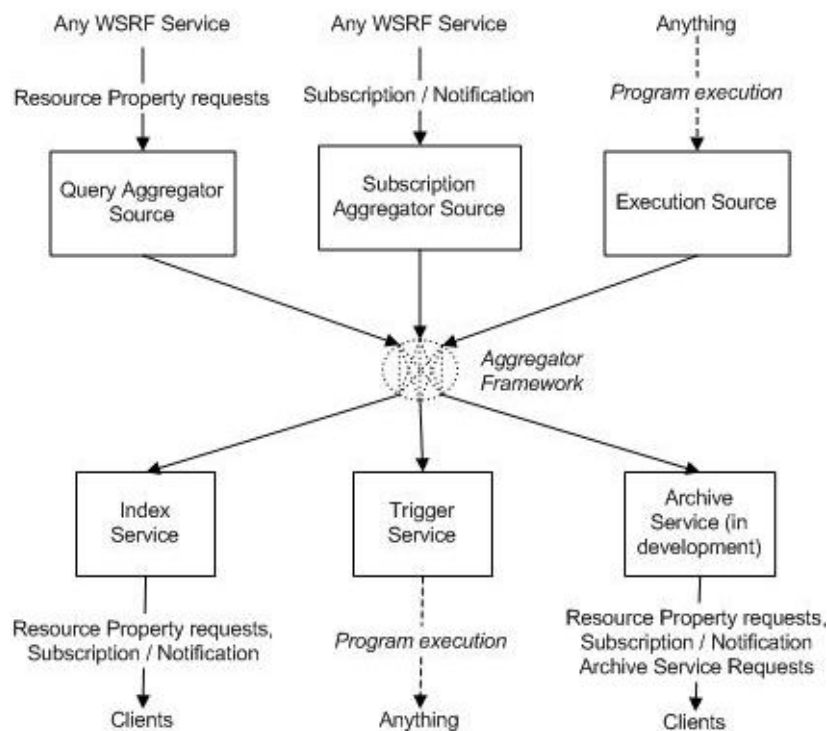 Any WSRF Service
Any WSRF Service
Anything
Resource Property requests
Subscription / Notification
Program execution
Query Aggregator
Source
Subscription
Aggregator Source
Execution Source
Aggregator
Framework
Index
Service
Trigger
Service
Archive
Service (in
development)
Resource Property requests,
Subscription / Notification
Program execution
Resource Property requests,
Subscription / Notification
Archive Service Requests
Clients
Anything
Clients